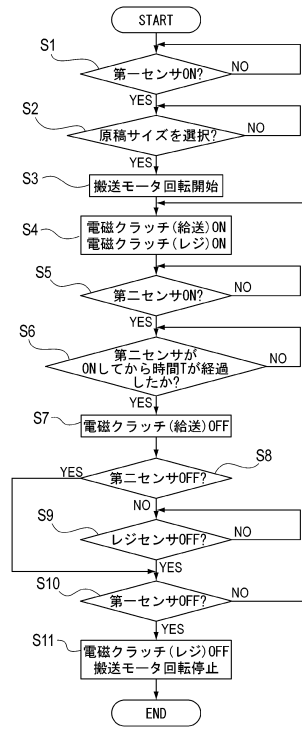 START
S1
第一センサON?
NO
YES
S2
原稿サイズを選択?
NO
YES
S3
搬送モータ回転開始
S4
電磁クラッチ(給送)ON
電磁クラッチ(レジ)ON
S5
第二センサON?
NO
YES
S6
第二センサが
ONしてから時間Tが経過
したか?
NO
YES
S7
電磁クラッチ(給送)OFF
S8
YES
第二センサOFF?
NO
S9
レジセンサOFF?
NO
YES
S10
第一センサOFF?
NO
YES
S11
電磁クラッチ(レジ)OFF
搬送モータ回転停止
END